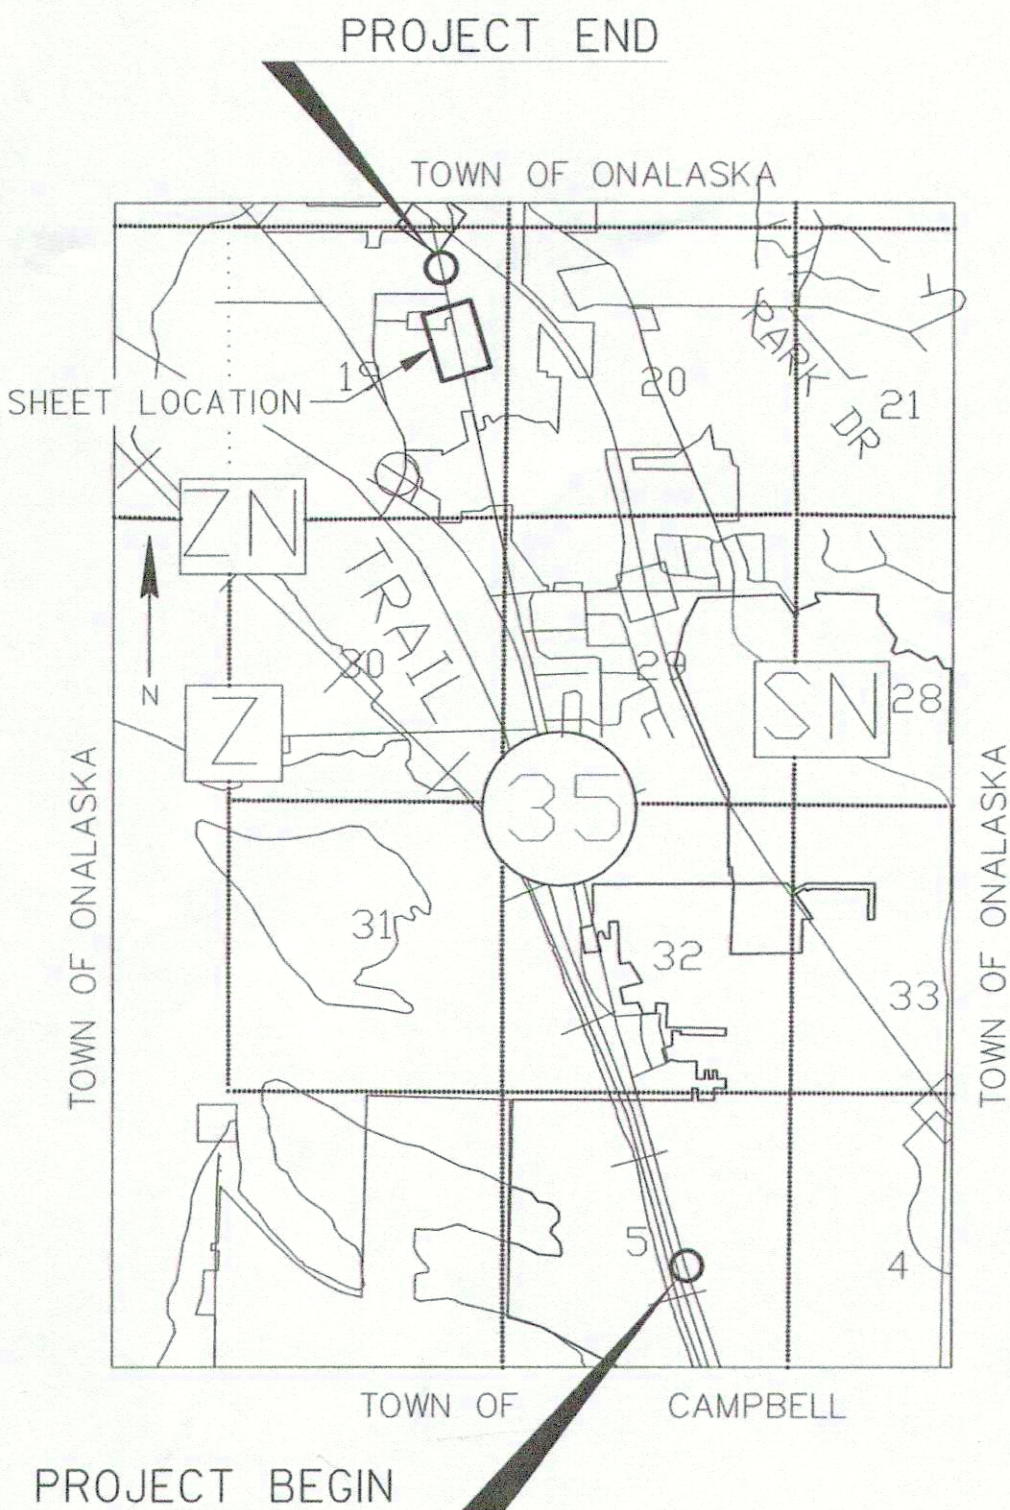 PROJECT END
TOWN OF ONALASKA
PARK DR
19
20
21
SHEET LOCATION
ZN
TRAIL
N
30
29
28
Z
SN
35
TOWN OF ONALASKA
TOWN OF ONALASKA
31
32
33
5
4
TOWN OF CAMPBELL
PROJECT BEGIN